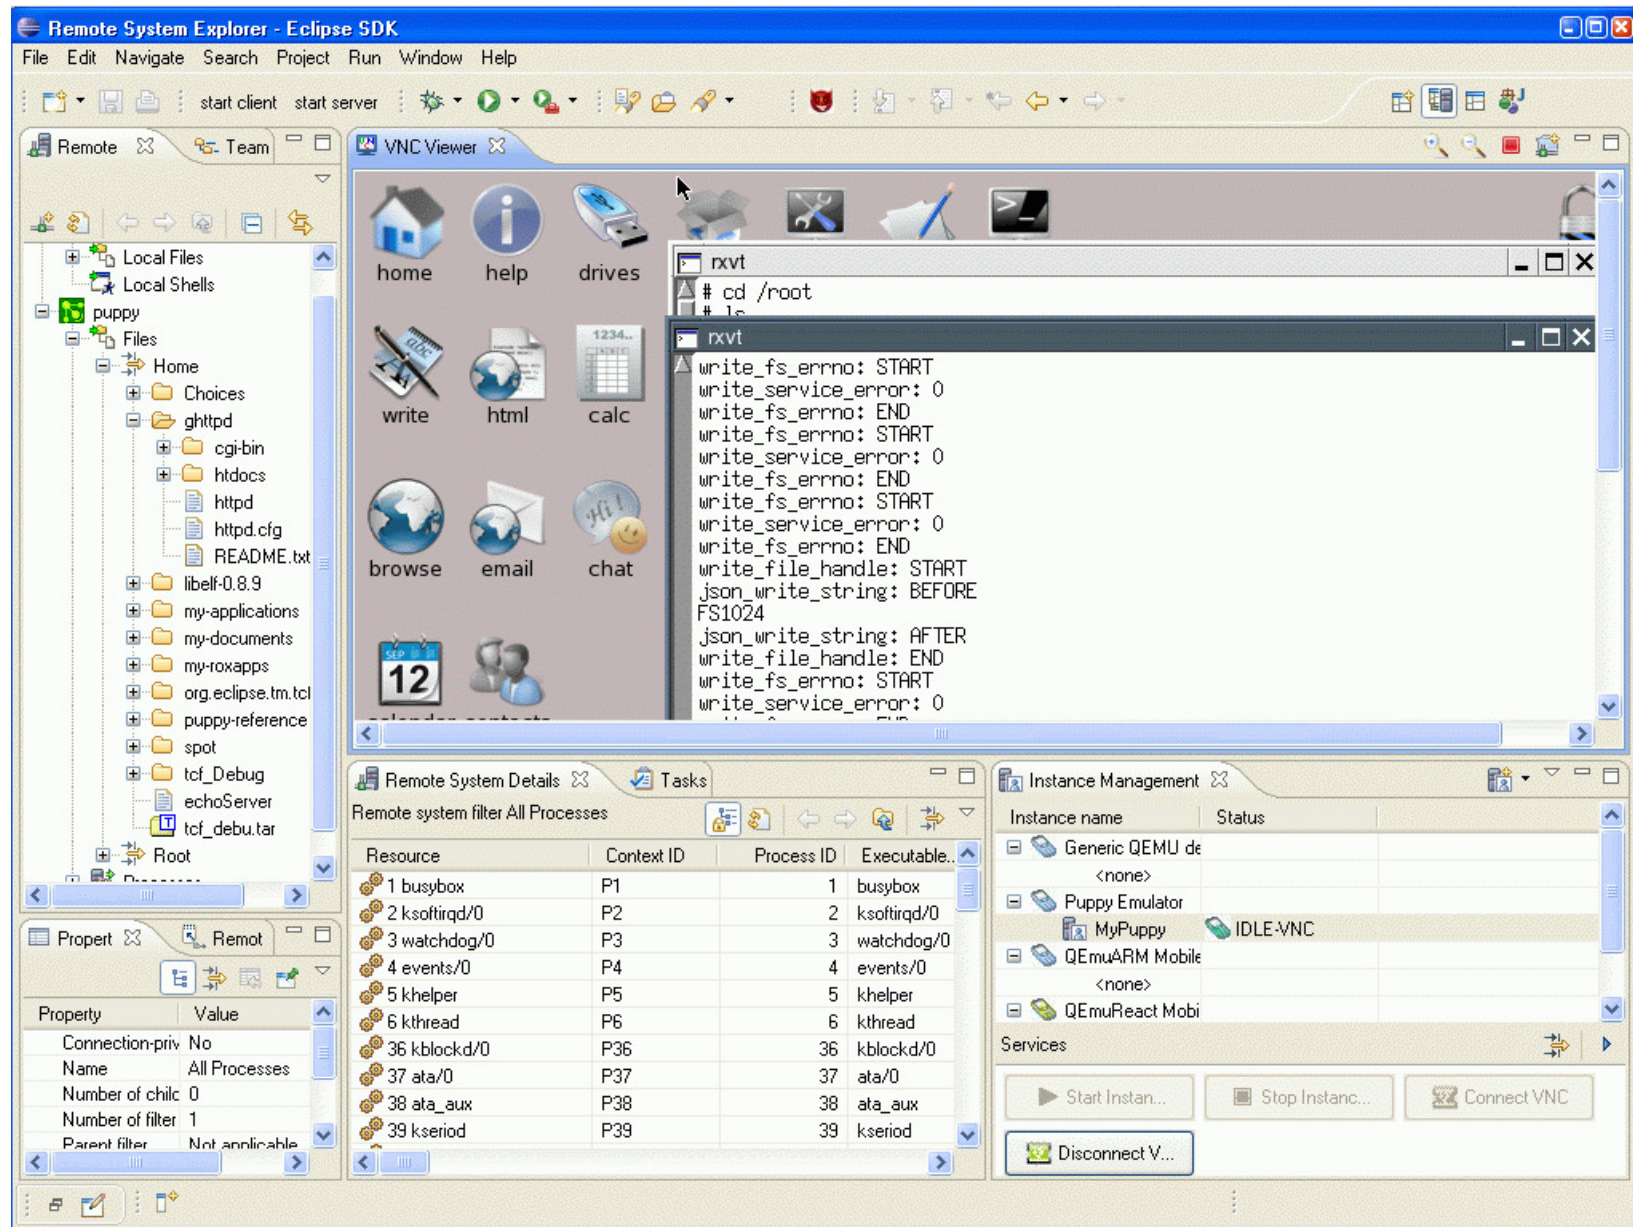 Remote System Explorer - Eclipse SDK
File Edit Navigate Search Project Run Window Help
start client start server
Remote Team
VNC Viewer
Local Files
Local Shells
puppy
Files
Home
Choices
ghttpd
cgi-bin
htdocs
httpd
httpd.cfg
README.txt
libelf-0.8.9
my-applications
my-documents
my-roxapps
org.eclipse.tm.tcl
puppy-reference
spot
tcf_Debug
echoServer
tcf_debu.tar
Root
home help drives
write html calc
1234..
browse email chat
Hi!
SEP
12
rxvt
# cd /root
# ls
rxvt
write_fs_errno: START
write_service_error: 0
write_fs_errno: END
write_fs_errno: START
write_service_error: 0
write_fs_errno: END
write_fs_errno: START
write_service_error: 0
write_fs_errno: END
write_file_handle: START
json_write_string: BEFORE
FS1024
json_write_string: AFTER
write_file_handle: END
write_fs_errno: START
write_service_error: 0
Propert Remot
Property Value
Connection-priv No
Name All Processes
Number of chilc 0
Number of filter 1
Parent filter Not applicable
Remote System Details Tasks
Remote system filter All Processes
Resource Context ID Process ID Executable..
1 busybox P1 1 busybox
2 ksoftirqd/0 P2 2 ksoftirqd/0
3 watchdog/0 P3 3 watchdog/0
4 events/0 P4 4 events/0
5 khelper P5 5 khelper
6 kthread P6 6 kthread
36 kblockd/0 P36 36 kblockd/0
37 ata/0 P37 37 ata/0
38 ata_aux P38 38 ata_aux
39 kseriod P39 39 kseriod
Instance Management
Instance name Status
Generic QEMU de
<none>
Puppy Emulator
MyPuppy IDLE-VNC
QEmuARM Mobile
<none>
QEmuReact Mobi
Services
Start Instan... Stop Instanc... Connect VNC
Disconnect V...